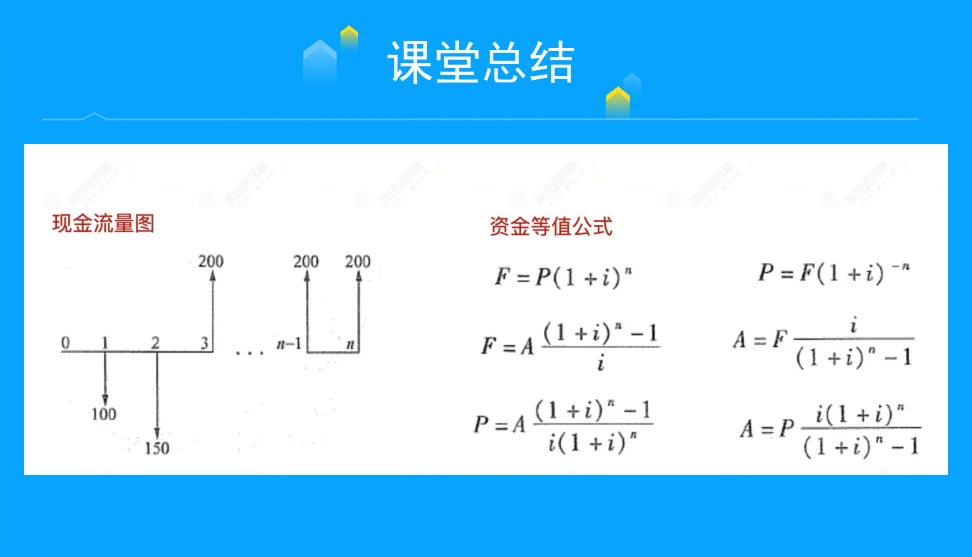 课堂总结
现金流量图
200 200 200
0 1 2 3 ... n-1 n
100
150
资金等值公式
F=P(1+i)ⁿ
P=F(1+i)⁻ⁿ
F=A ((1+i)ⁿ-1)/i
A=F i/((1+i)ⁿ-1)
P=A ((1+i)ⁿ-1)/(i(1+i)ⁿ)
A=P (i(1+i)ⁿ)/((1+i)ⁿ-1)